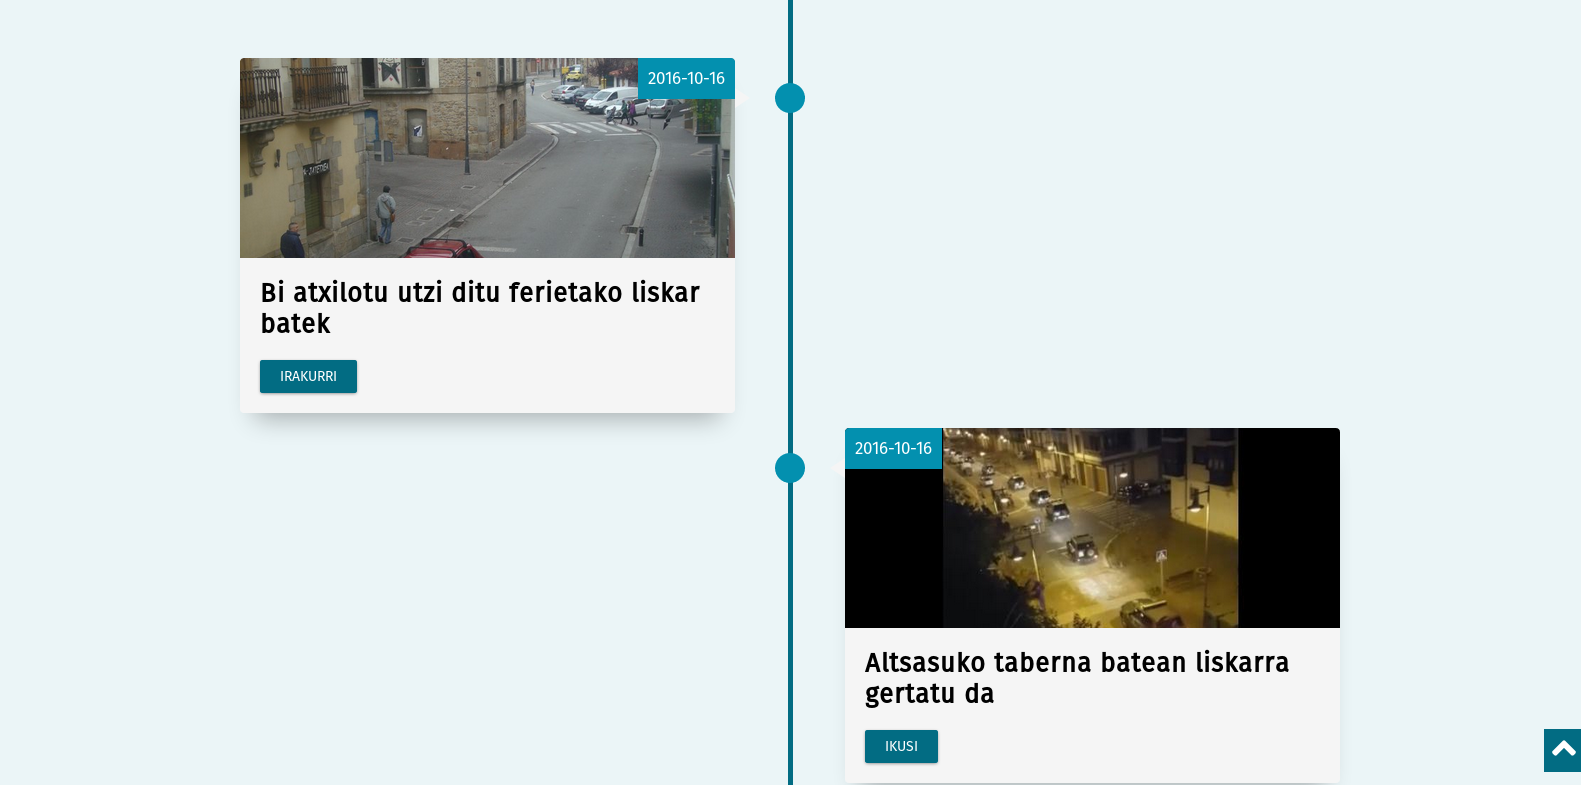 2016-10-16
Bi atxilotu utzi ditu ferietako liskar
batek
IRAKURRI
2016-10-16
Altsasuko taberna batean liskarra
gertatu da
IKUSI